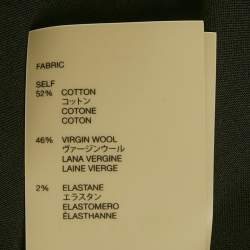 FABRIC
SELF
52% COTTON
コットン
COTONE
COTON
46% VIRGIN WOOL
ヴァージンウール
LANA VERGINE
LAINE VIERGE
2% ELASTANE
エラスタン
ELASTOMERO
ÉLASTHANNE